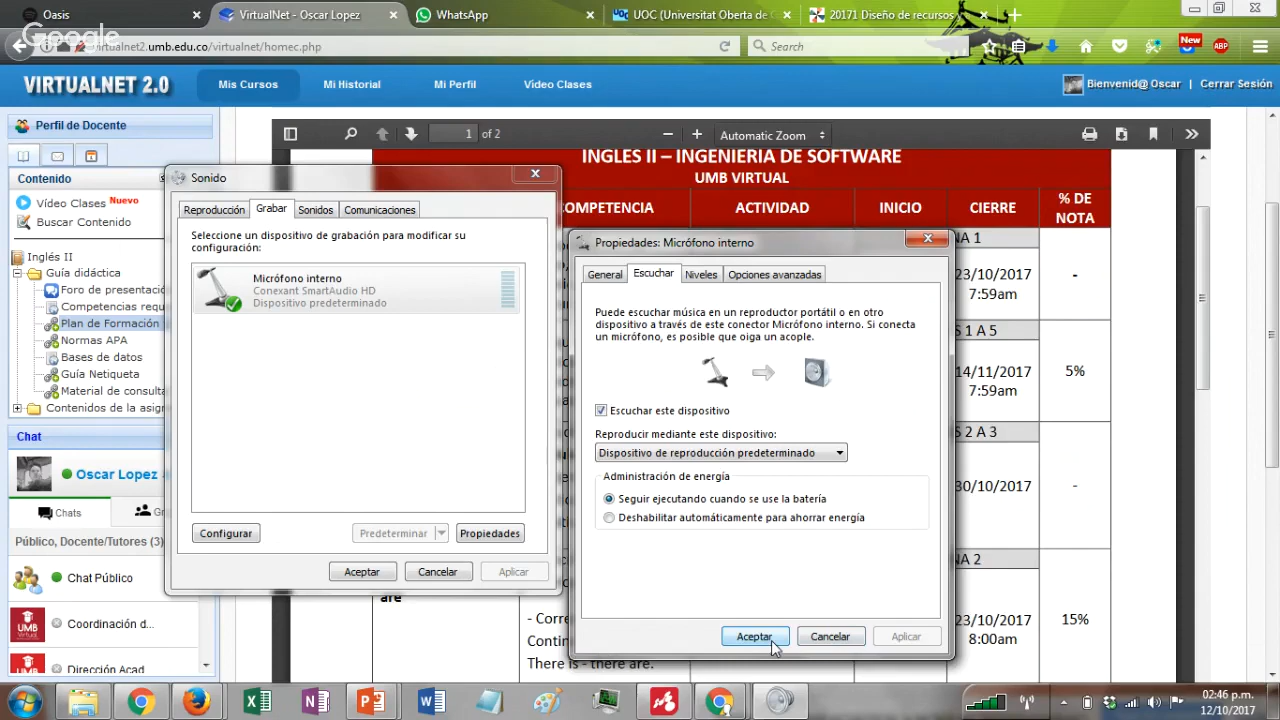 Oasis
VirtualNet - Oscar Lopez
WhatsApp
UOC (Universitat Oberta de C
20171 Diseño de recursos y
Google
virtualnet2.umb.edu.co/virtualnet/homec.php
Search
New
ABP
VIRTUALNET 2.0
Mis Cursos
Mi Historial
Mi Perfil
Vídeo Clases
Bienvenid@ Oscar | Cerrar Sesión
Perfil de Docente
Contenido
Vídeo Clases Nuevo
Buscar Contenido
Inglés II
Guía didáctica
Foro de presentació
Competencias requ
Plan de Formación
Normas APA
Bases de datos
Guía Netiqueta
Material de consulta
Contenidos de la asign
Chat
Oscar Lopez
Chats
Público, Docente/Tutores (3)
Chat Público
Coordinación d...
Dirección Acad
1 of 2
Automatic Zoom
INGLES II – INGENIERIA DE SOFTWARE
UMB VIRTUAL
COMPETENCIA
ACTIVIDAD
INICIO
CIERRE
% DE
NOTA
NA 1
23/10/2017
7:59am
-
S 1 A 5
14/11/2017
7:59am
5%
S 2 A 3
30/10/2017
-
NA 2
23/10/2017
8:00am
15%
are
- Corre
Contin
There is - there are.
Sonido
Reproducción
Grabar
Sonidos
Comunicaciones
Seleccione un dispositivo de grabación para modificar su
configuración:
Micrófono interno
Conexant SmartAudio HD
Dispositivo predeterminado
Configurar
Predeterminar
Propiedades
Aceptar
Cancelar
Aplicar
Propiedades: Micrófono interno
General
Escuchar
Niveles
Opciones avanzadas
Puede escuchar música en un reproductor portátil o en otro
dispositivo a través de este conector Micrófono interno. Si conecta
un micrófono, es posible que oiga un acople.
Escuchar este dispositivo
Reproducir mediante este dispositivo:
Dispositivo de reproducción predeterminado
Administración de energía
Seguir ejecutando cuando se use la batería
Deshabilitar automáticamente para ahorrar energía
Aceptar
Cancelar
Aplicar
02:46 p.m.
12/10/2017